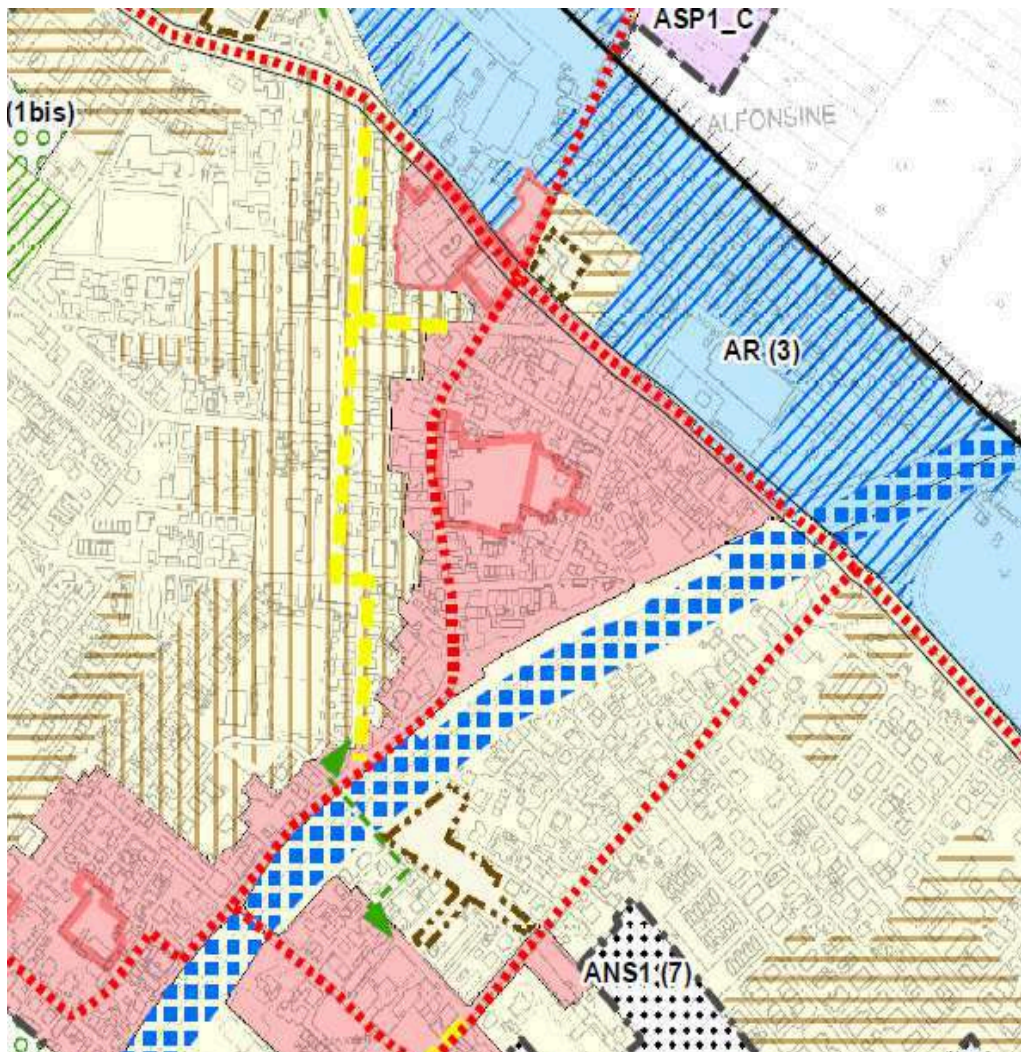 ASP1_C
(1bis)
ALFONSINE
AR (3)
ANS1 (7)